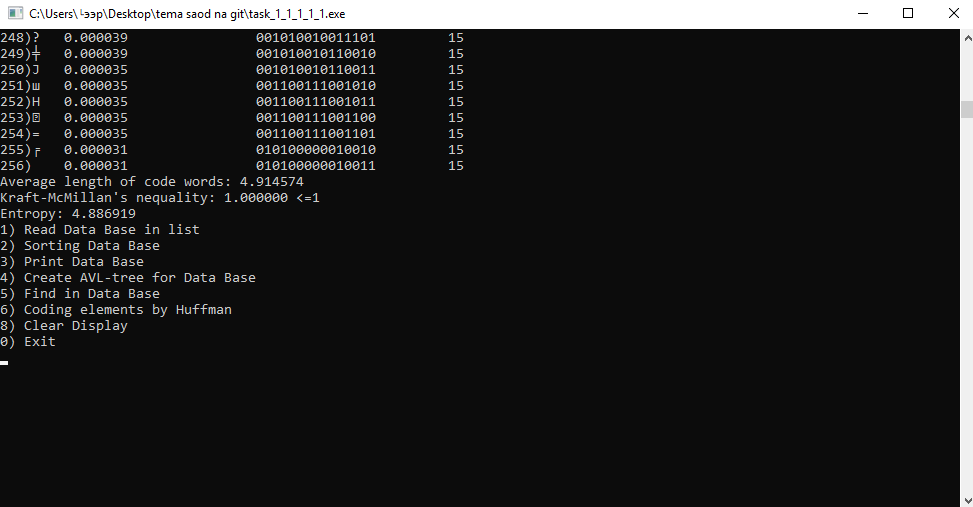 C:\Users\└ээр\Desktop\tema saod na git\task_1_1_1_1_1.exe
248)? 0.000039 001010010011101 15
249)╪ 0.000039 001010010110010 15
250)J 0.000035 001010010110011 15
251)ш 0.000035 001100111001010 15
252)Н 0.000035 001100111001011 15
253) 0.000035 001100111001100 15
254)= 0.000035 001100111001101 15
255)╒ 0.000031 010100000010010 15
256) 0.000031 010100000010011 15
Average length of code words: 4.914574
Kraft-McMillan's nequality: 1.000000 <=1
Entropy: 4.886919
1) Read Data Base in list
2) Sorting Data Base
3) Print Data Base
4) Create AVL-tree for Data Base
5) Find in Data Base
6) Coding elements by Huffman
8) Clear Display
0) Exit